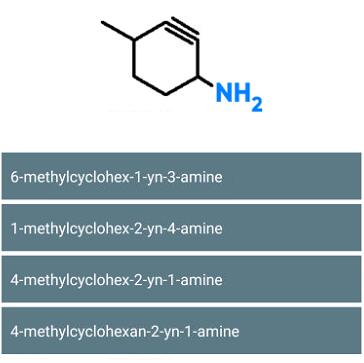 NH2
6-methylcyclohex-1-yn-3-amine
1-methylcyclohex-2-yn-4-amine
4-methylcyclohex-2-yn-1-amine
4-methylcyclohexan-2-yn-1-amine